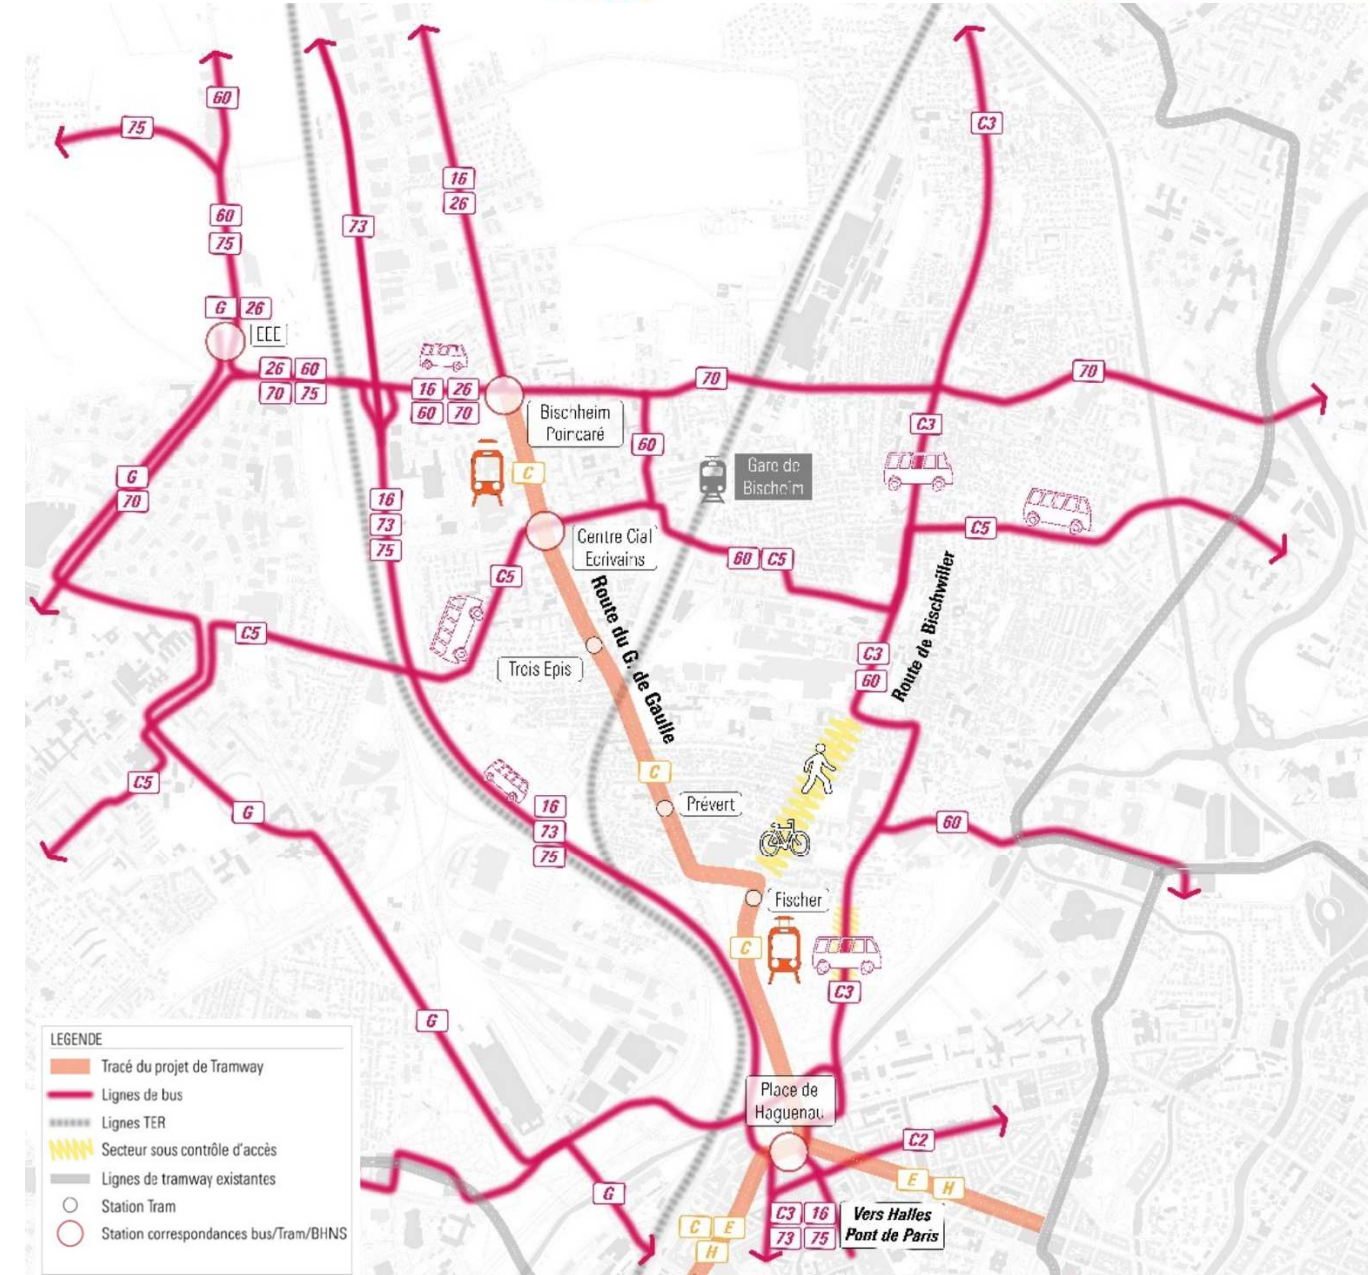 60
75
C3
16
26
60
75
73
G 26
EEE
26 60
70 75
16 26
60 70
70
70
Bischheim
Poincaré
C3
60
C
Gare de
Bischeim
G
70
16
73
75
C5
Centre Cial
Ecrivains
60 C5
C5
Route de Bischwiller
Route du G. de Gaulle
C5
Trois Epis
C3
60
C
C5
G
16
73
75
Prévert
60
Fischer
C
C3
G
LEGENDE
Tracé du projet de Tramway
Lignes de bus
Lignes TER
Secteur sous contrôle d'accès
Lignes de tramway existantes
Station Tram
Station correspondances bus/Tram/BHNS
Place de
Haguenau
C2
E H
G
C E
H
C3 16
73 75
Vers Halles
Pont de Paris